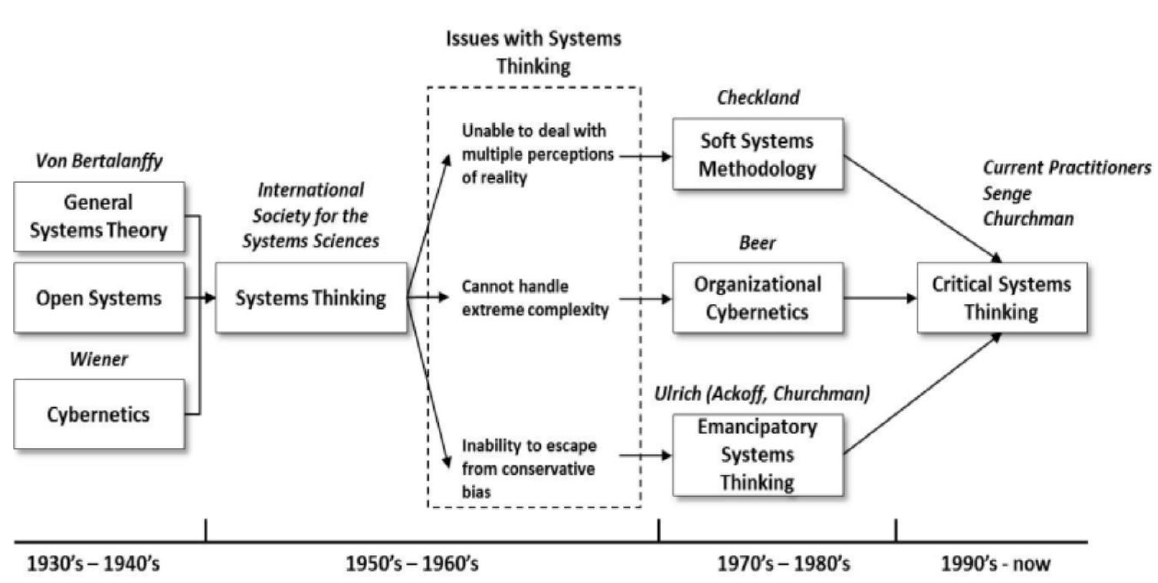 Issues with Systems
Thinking
Von Bertalanffy
General
Systems Theory
Open Systems
Wiener
Cybernetics
International
Society for the
Systems Sciences
Systems Thinking
Unable to deal with
multiple perceptions
of reality
Cannot handle
extreme complexity
Inability to escape
from conservative
bias
Checkland
Soft Systems
Methodology
Beer
Organizational
Cybernetics
Ulrich (Ackoff, Churchman)
Emancipatory
Systems
Thinking
Current Practitioners
Senge
Churchman
Critical Systems
Thinking
1930's – 1940's
1950's – 1960's
1970's – 1980's
1990's - now